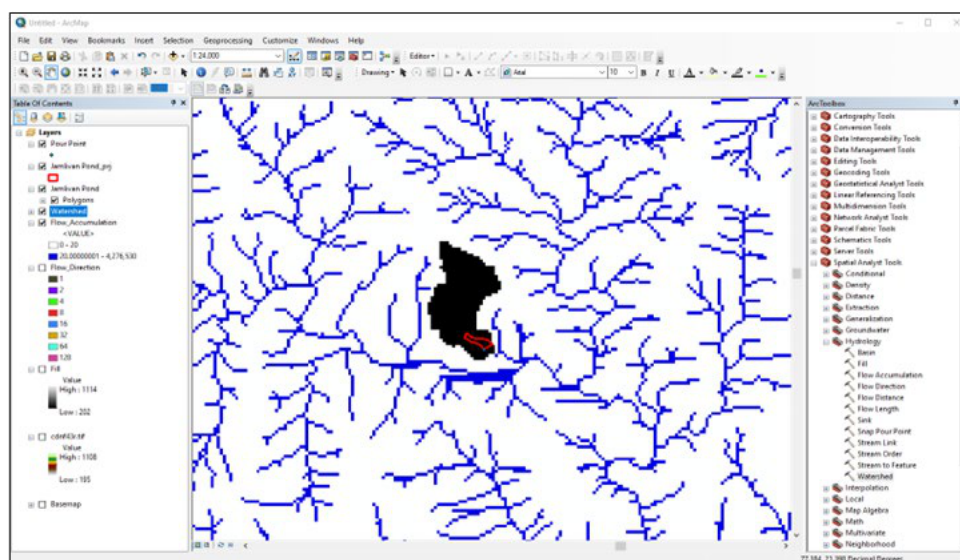 Untitled - ArcMap
File Edit View Bookmarks Insert Selection Geoprocessing Customize Windows Help
1:24,000
Editor
Drawing
Arial
10
B I U A
Table Of Contents
Layers
Pour Point
Jamlivan Pond_prj
Jamlivan Pond
Polygons
Watershed
Flow_Accumulation
<VALUE>
0 - 20
20.00000001 - 4,276,530
Flow_Direction
1
2
4
8
16
32
64
128
Fill
Value
High : 1114
Low : 202
cdnf43r.tif
Value
High : 1108
Low : 185
Basemap
ArcToolbox
Cartography Tools
Conversion Tools
Data Interoperability Tools
Data Management Tools
Editing Tools
Geocoding Tools
Geostatistical Analyst Tools
Linear Referencing Tools
Multidimension Tools
Network Analyst Tools
Parcel Fabric Tools
Schematics Tools
Server Tools
Spatial Analyst Tools
Conditional
Density
Distance
Extraction
Generalization
Groundwater
Hydrology
Basin
Fill
Flow Accumulation
Flow Direction
Flow Distance
Flow Length
Sink
Snap Pour Point
Stream Link
Stream Order
Stream to Feature
Watershed
Interpolation
Local
Map Algebra
Math
Multivariate
Neighborhood
Decimal Degrees